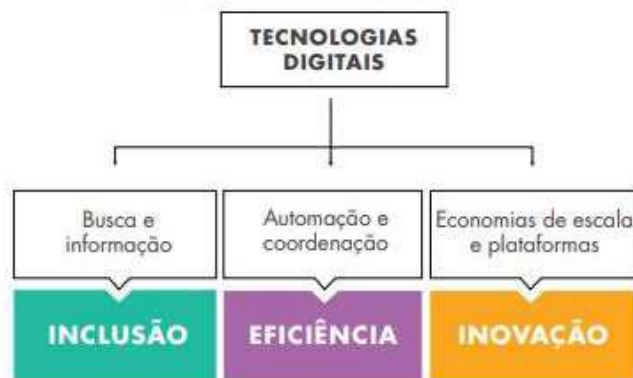 TECNOLOGIAS
DIGITAIS
Busca e
informação
Automação e
coordenação
Economias de escala
e plataformas
INCLUSÃO
EFICIÊNCIA
INOVAÇÃO